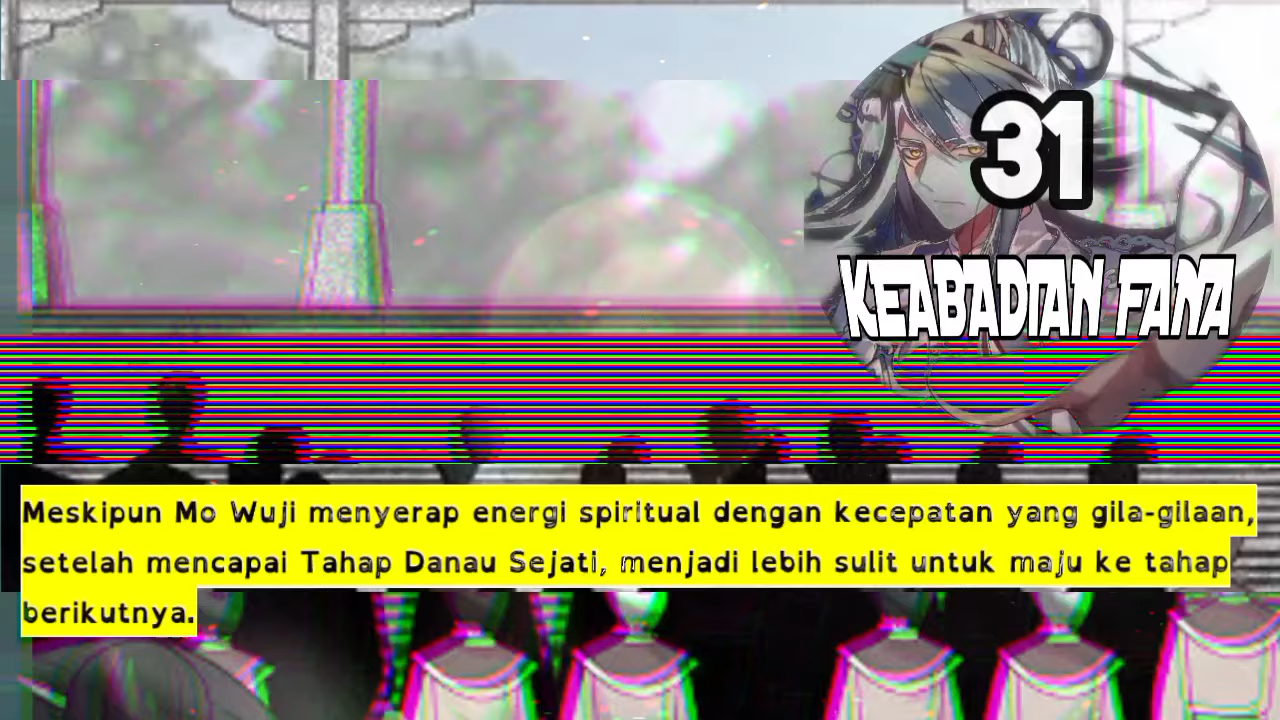 31
KEABADIAN FANA
Meskipun Mo Wuji menyerap energi spiritual dengan kecepatan yang gila-gilaan,
setelah mencapai Tahap Danau Sejati, menjadi lebih sulit untuk maju ke tahap
berikutnya.